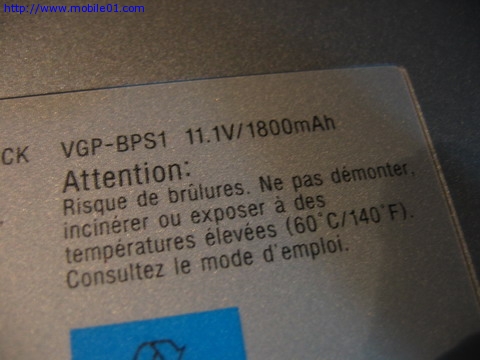 http://www.mobile01.com
CK VGP-BPS1 11.1V/1800mAh
Attention:
Risque de brûlures. Ne pas démonter,
incinérer ou exposer à des
températures élevées (60°C/140°F).
Consultez le mode d'emploi.